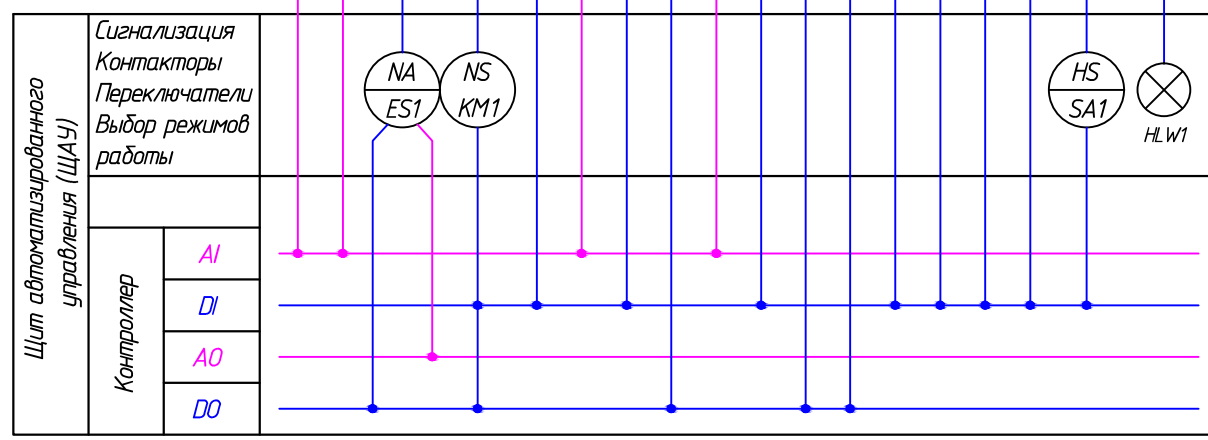 Щит автоматизированного
управления (ЩАУ)
Сигнализация
Контакторы
Переключатели
Выбор режимов
работы
NA
ES1
NS
KM1
HS
SA1
HLW1
Контроллер
AI
DI
AO
DO